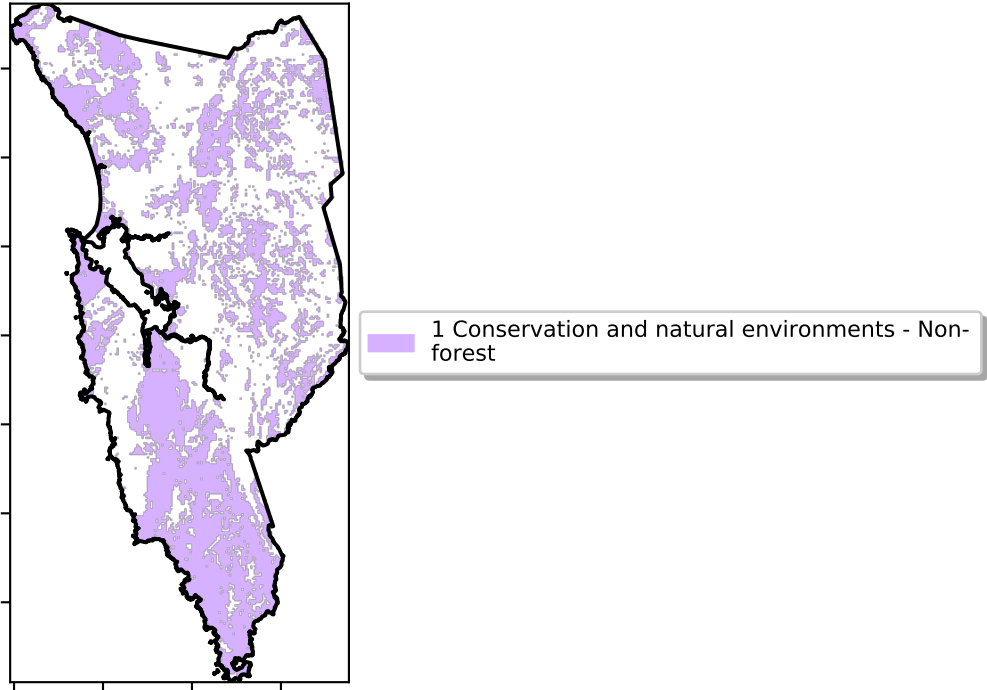 1 Conservation and natural environments - Non-
forest